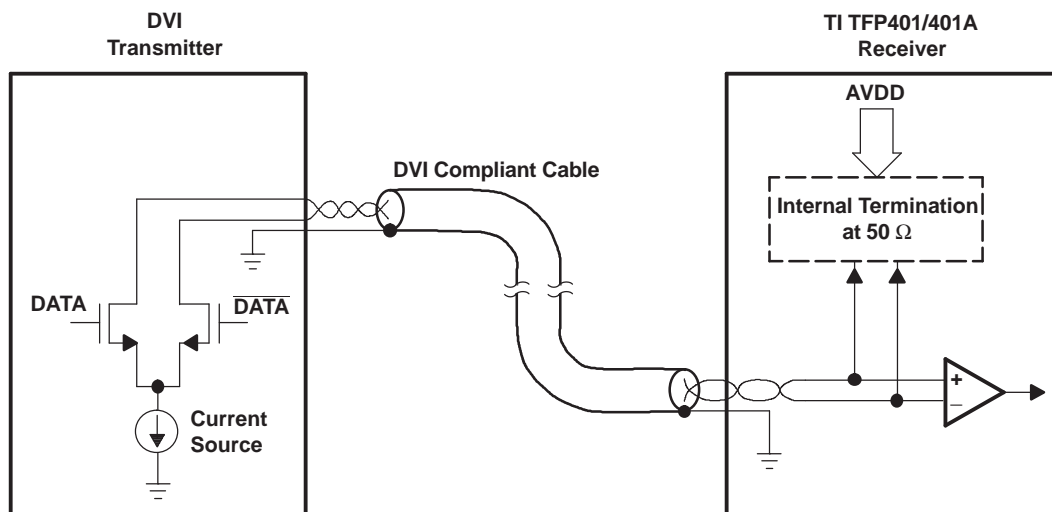 DVI
Transmitter
TI TFP401/401A
Receiver
AVDD
DVI Compliant Cable
Internal Termination
at 50 Ω
DATA
DATA
+
−
Current
Source